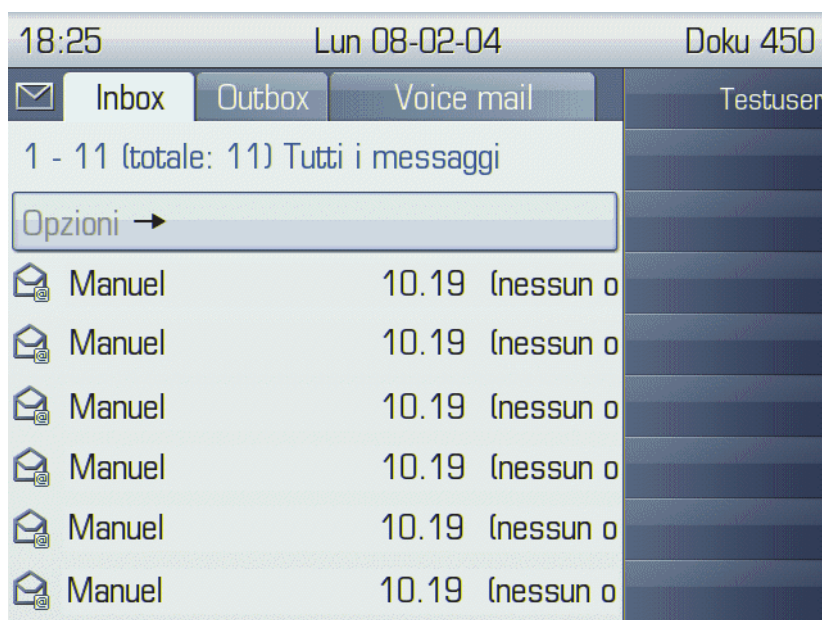 18:25 Lun 08-02-04 Doku 450
Inbox Outbox Voice mail Testuser
1 - 11 (totale: 11) Tutti i messaggi
Opzioni →
Manuel 10.19 (nessun o
Manuel 10.19 (nessun o
Manuel 10.19 (nessun o
Manuel 10.19 (nessun o
Manuel 10.19 (nessun o
Manuel 10.19 (nessun o